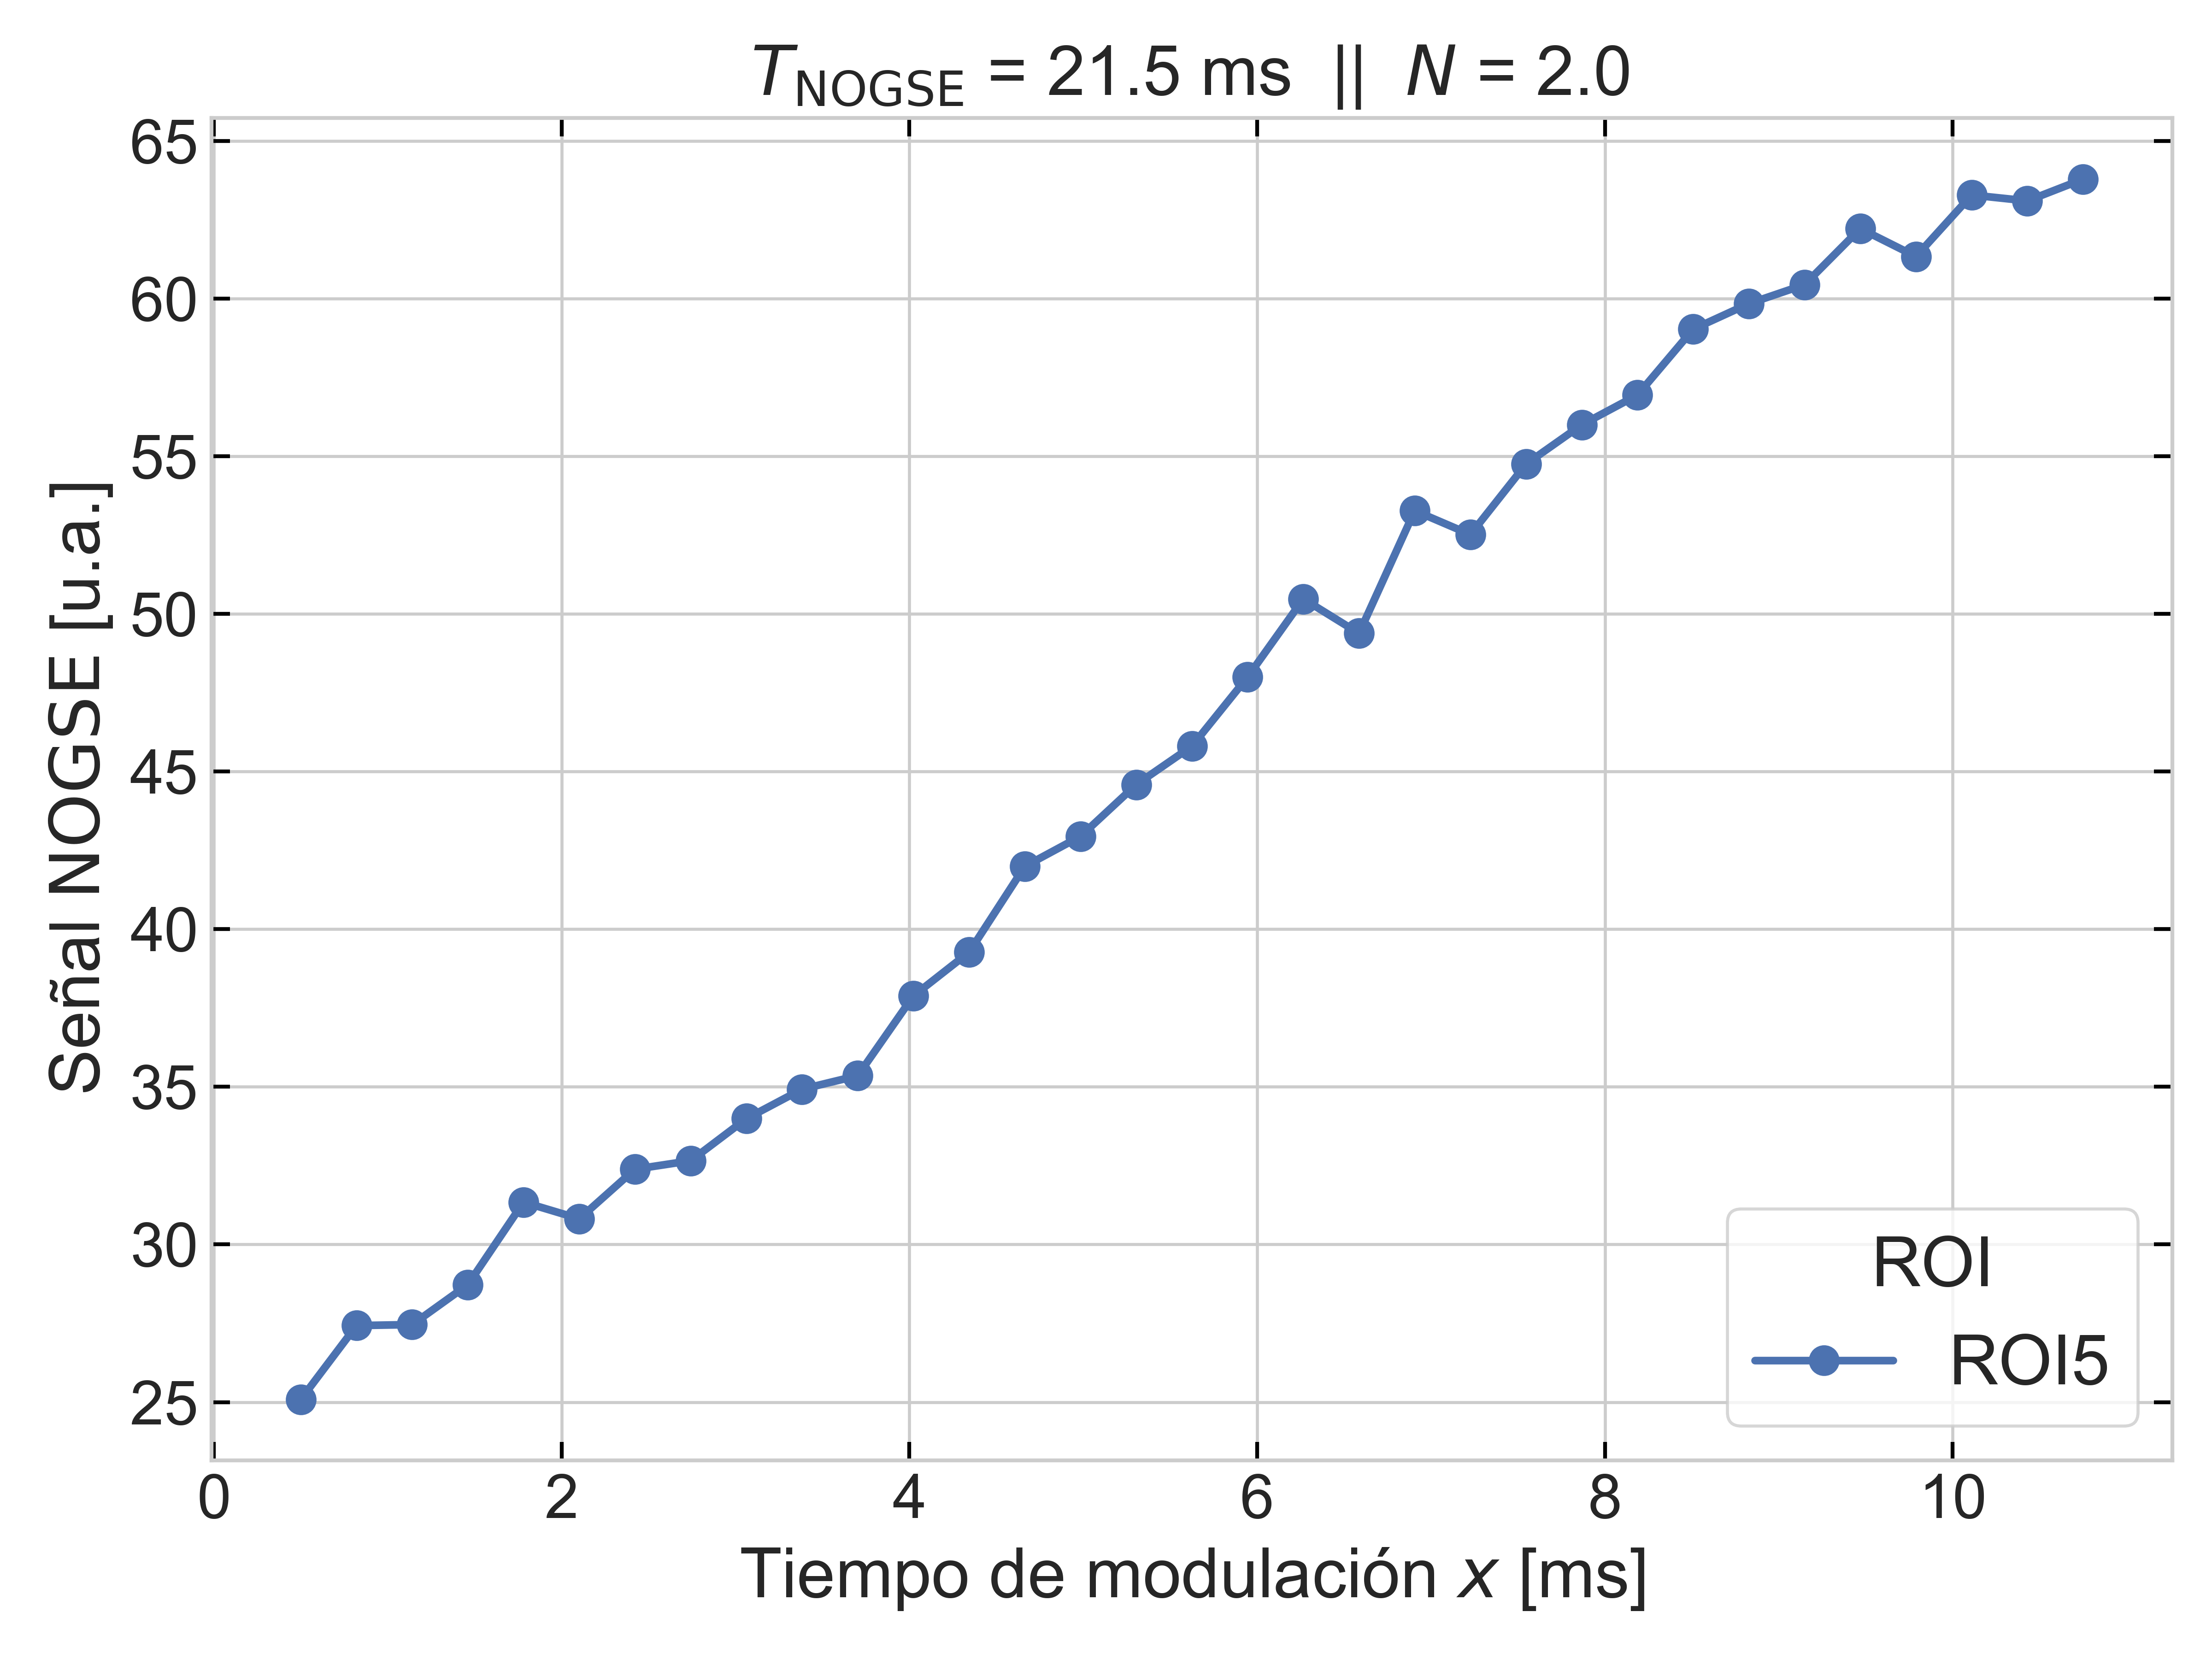 T_NOGSE = 21.5 ms || N = 2.0
Señal NOGSE [u.a.]
65
60
55
50
45
40
35
30
25
0 2 4 6 8 10
Tiempo de modulación x [ms]
ROI
ROI5